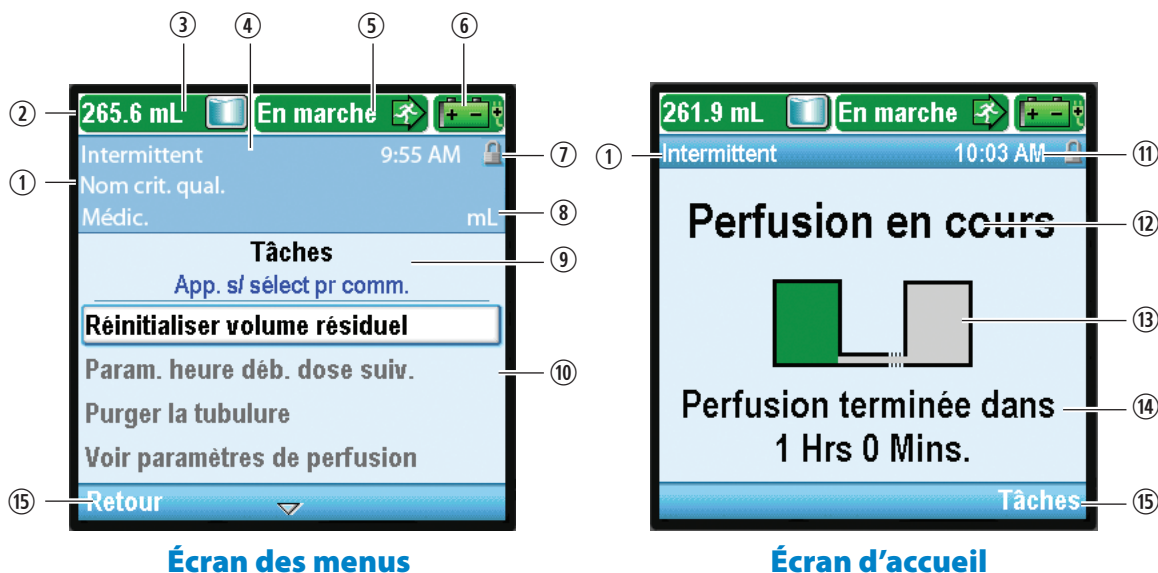 ③ ④ ⑤ ⑥
② 265.6 mL En marche
Intermittent 9:55 AM ⑦
① Nom crit. qual.
Médic. mL ⑧
Tâches ⑨
App. s/ sélect pr comm.
Réinitialiser volume résiduel
Param. heure déb. dose suiv. ⑩
Purger la tubulure
Voir paramètres de perfusion
⑮ Retour
Écran des menus
261.9 mL En marche
① Intermittent 10:03 AM ⑪
Perfusion en cours ⑫
⑬
Perfusion terminée dans ⑭
1 Hrs 0 Mins.
Tâches ⑮
Écran d'accueil